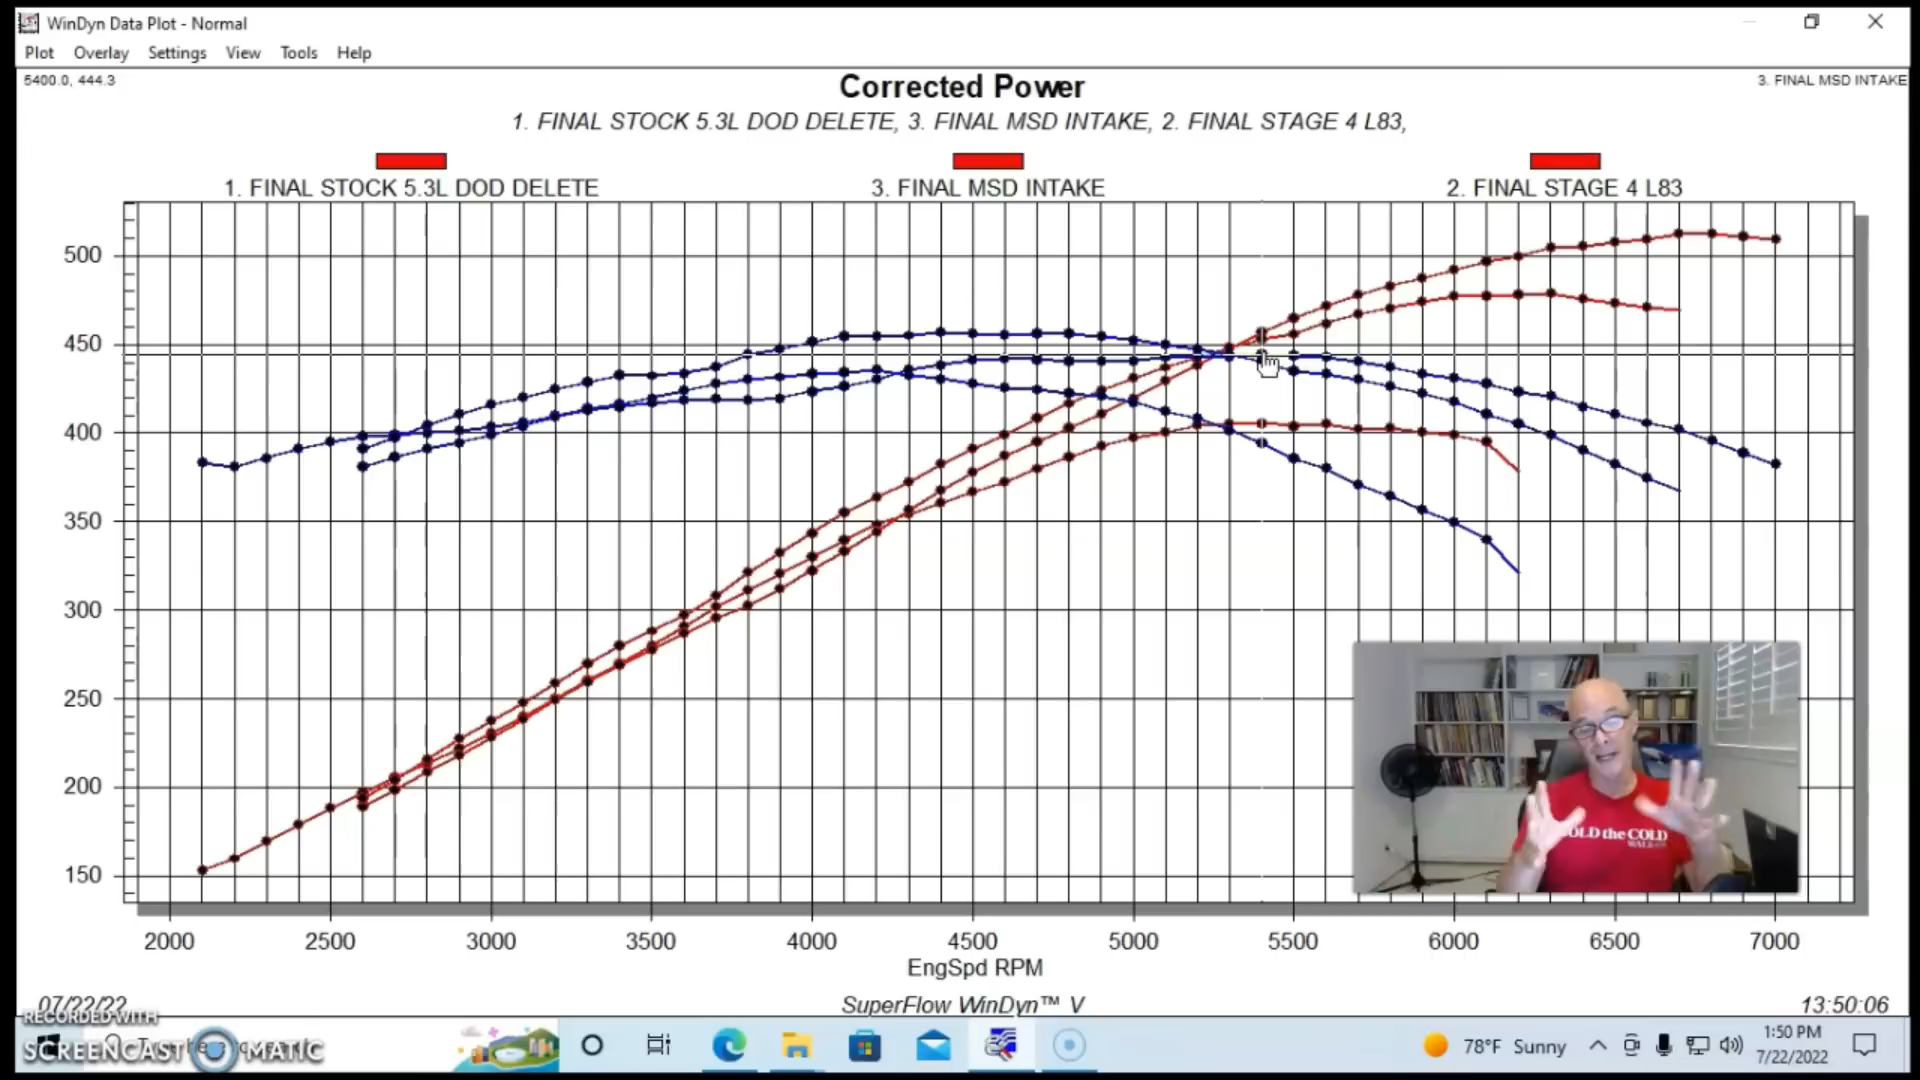 WinDyn Data Plot - Normal
Plot Overlay Settings View Tools Help
5400.0, 444.3
Corrected Power
3. FINAL MSD INTAKE
1. FINAL STOCK 5.3L DOD DELETE, 3. FINAL MSD INTAKE, 2. FINAL STAGE 4 L83,
1. FINAL STOCK 5.3L DOD DELETE
3. FINAL MSD INTAKE
2. FINAL STAGE 4 L83
500
450
400
350
300
250
200
150
2000 2500 3000 3500 4000 4500 5000 5500 6000 6500 7000
EngSpd RPM
OLD the COLD
07/22/22
SuperFlow WinDyn™ V
13:50:06
RECORDED WITH
SCREENCAST MATIC
78°F Sunny
1:50 PM
7/22/2022